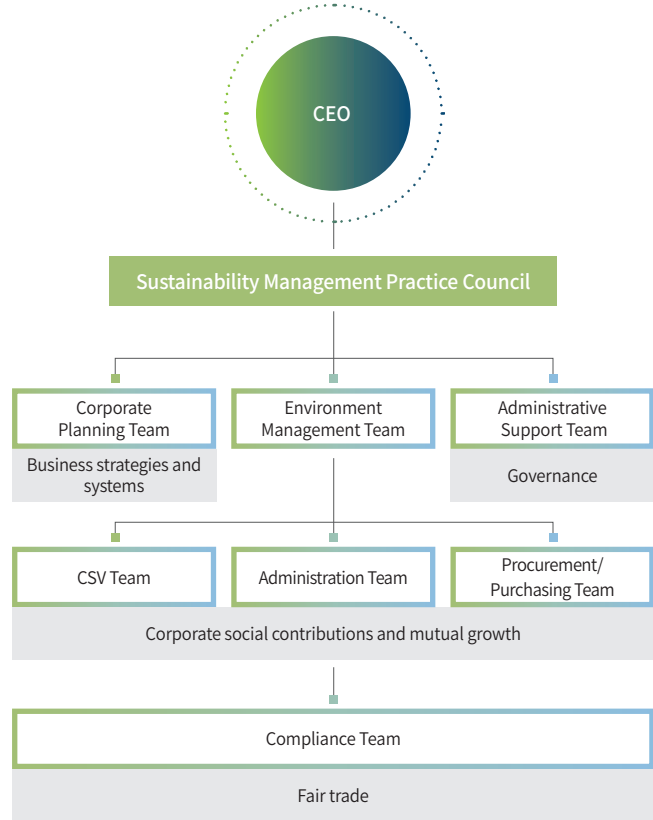 CEO
Sustainability Management Practice Council
Corporate
Planning Team
Business strategies and
systems
Environment
Management Team
Administrative
Support Team
Governance
CSV Team
Administration Team
Procurement/
Purchasing Team
Corporate social contributions and mutual growth
Compliance Team
Fair trade